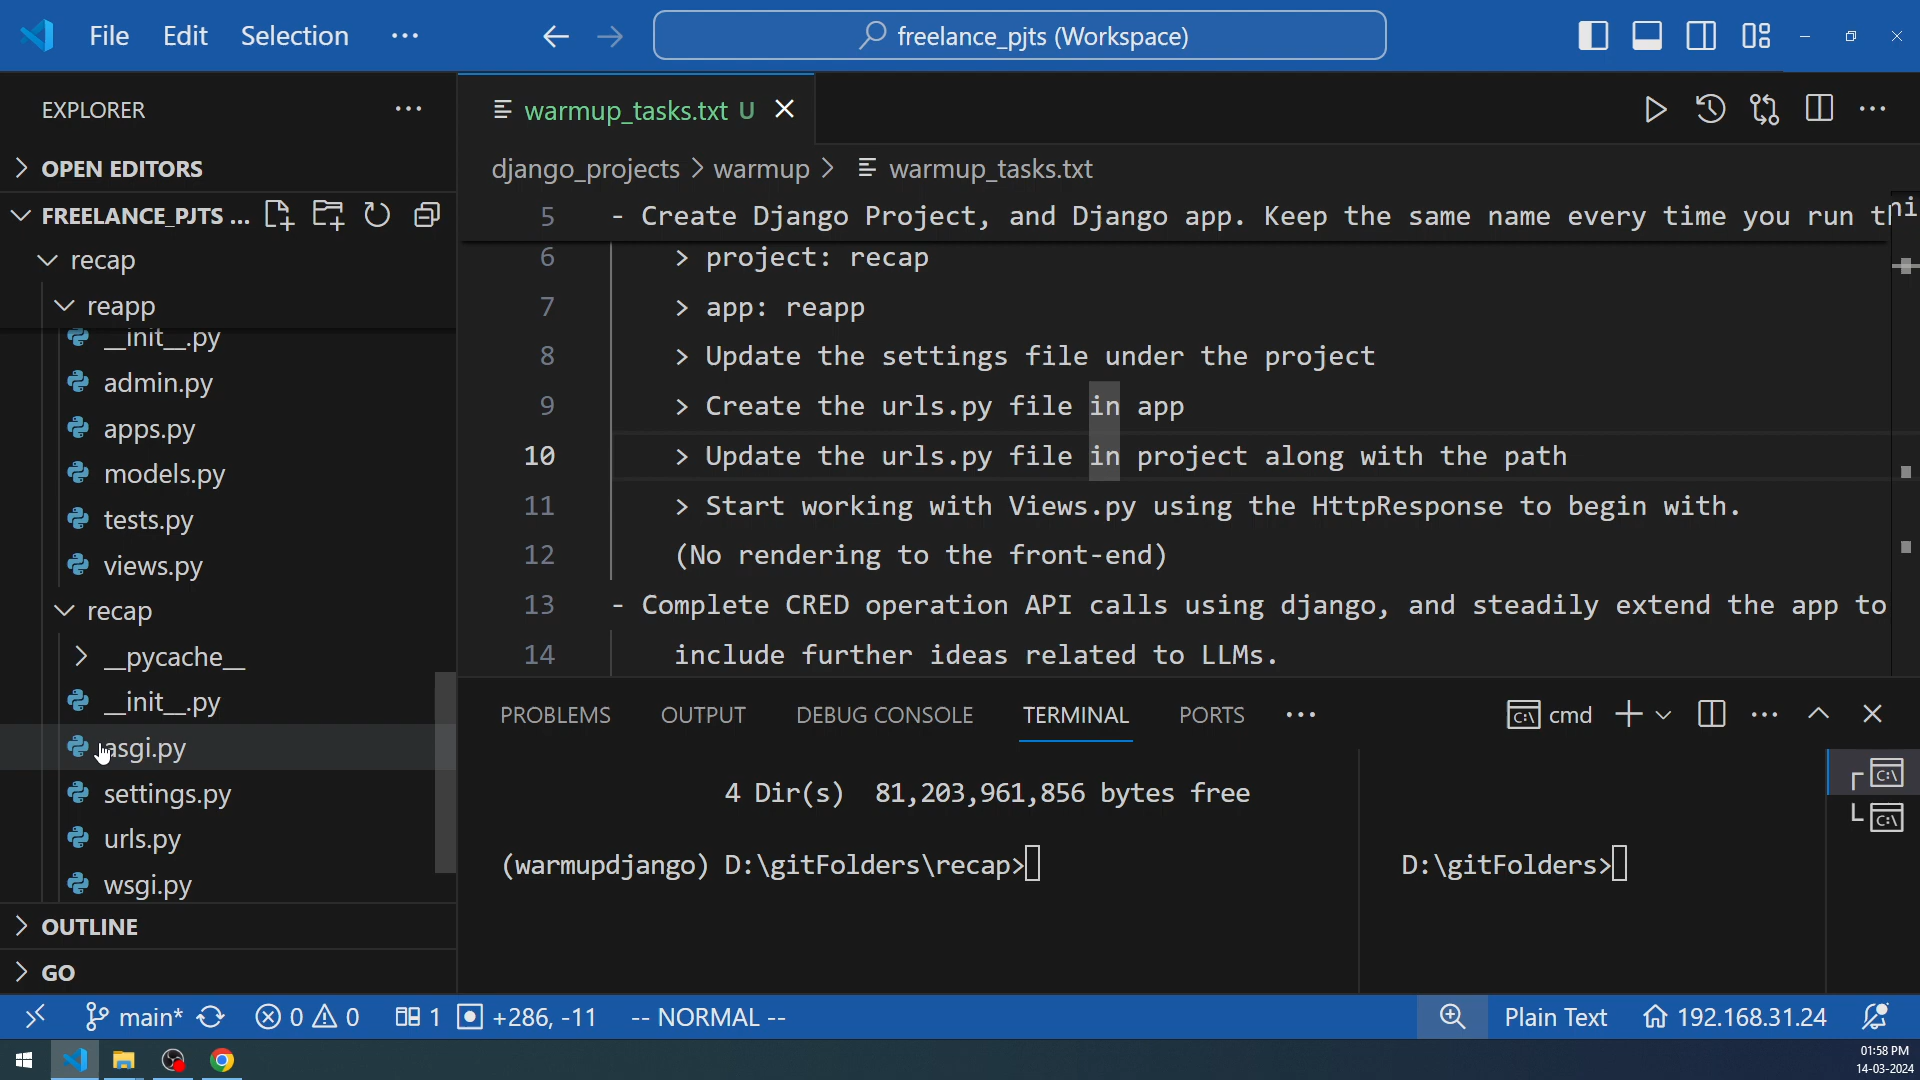 File Edit Selection ···
freelance_pjts (Workspace)
EXPLORER ···
OPEN EDITORS
FREELANCE_PJTS ...
recap
reapp
__init__.py
admin.py
apps.py
models.py
tests.py
views.py
recap
__pycache__
__init__.py
asgi.py
settings.py
urls.py
wsgi.py
OUTLINE
GO
warmup_tasks.txt U
django_projects > warmup > warmup_tasks.txt
5 - Create Django Project, and Django app. Keep the same name every time you run th
6 > project: recap
7 > app: reapp
8 > Update the settings file under the project
9 > Create the urls.py file in app
10 > Update the urls.py file in project along with the path
11 > Start working with Views.py using the HttpResponse to begin with.
12 (No rendering to the front-end)
13 - Complete CRED operation API calls using django, and steadily extend the app to
14 include further ideas related to LLMs.
PROBLEMS OUTPUT DEBUG CONSOLE TERMINAL PORTS ··· cmd
4 Dir(s) 81,203,961,856 bytes free
(warmupdjango) D:\gitFolders\recap>
D:\gitFolders>
main* 0 0 1 +286, -11 -- NORMAL -- Plain Text 192.168.31.24
01:58 PM
14-03-2024